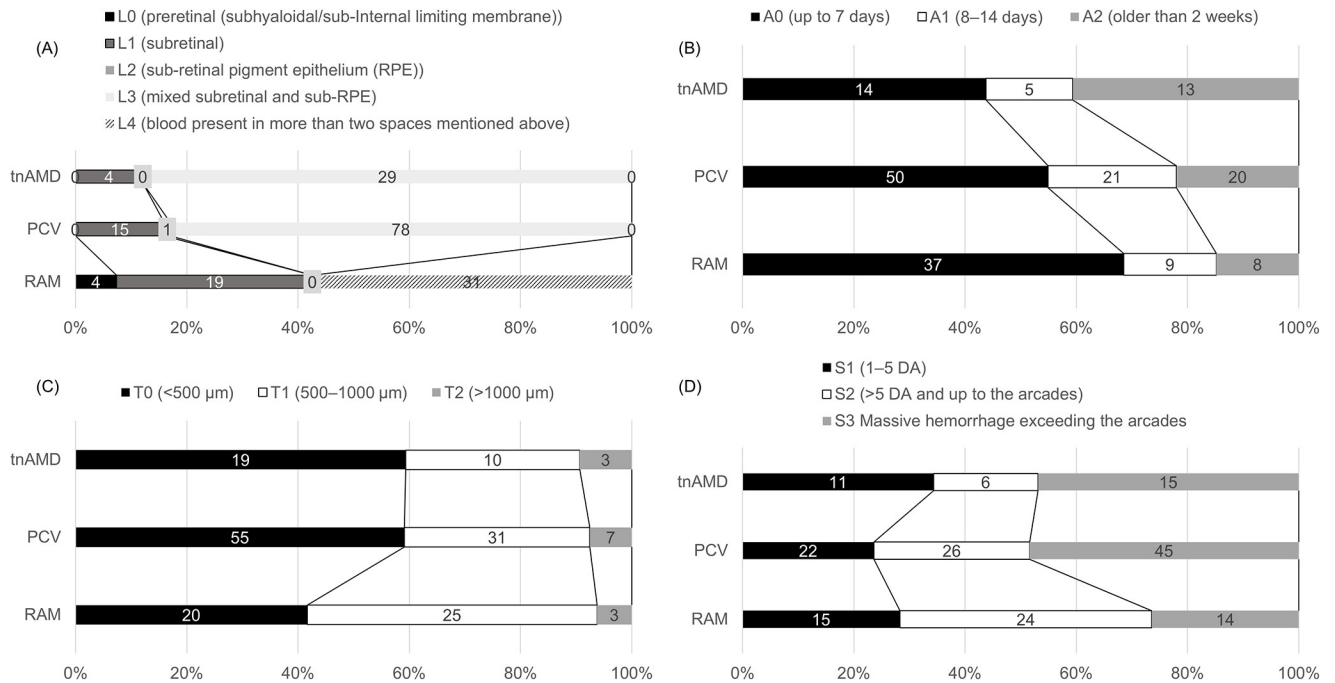 (A)
L0 (preretinal (subhyaloidal/sub-Internal limiting membrane))
L1 (subretinal)
L2 (sub-retinal pigment epithelium (RPE))
L3 (mixed subretinal and sub-RPE)
L4 (blood present in more than two spaces mentioned above)
tnAMD 0 4 0 29 0
PCV 0 15 1 78 0
RAM 4 19 0 31
0% 20% 40% 60% 80% 100%
(B)
A0 (up to 7 days) A1 (8–14 days) A2 (older than 2 weeks)
tnAMD 14 5 13
PCV 50 21 20
RAM 37 9 8
0% 20% 40% 60% 80% 100%
(C)
T0 (<500 µm) T1 (500–1000 µm) T2 (>1000 µm)
tnAMD 19 10 3
PCV 55 31 7
RAM 20 25 3
0% 20% 40% 60% 80% 100%
(D)
S1 (1–5 DA)
S2 (>5 DA and up to the arcades)
S3 Massive hemorrhage exceeding the arcades
tnAMD 11 6 15
PCV 22 26 45
RAM 15 24 14
0% 20% 40% 60% 80% 100%